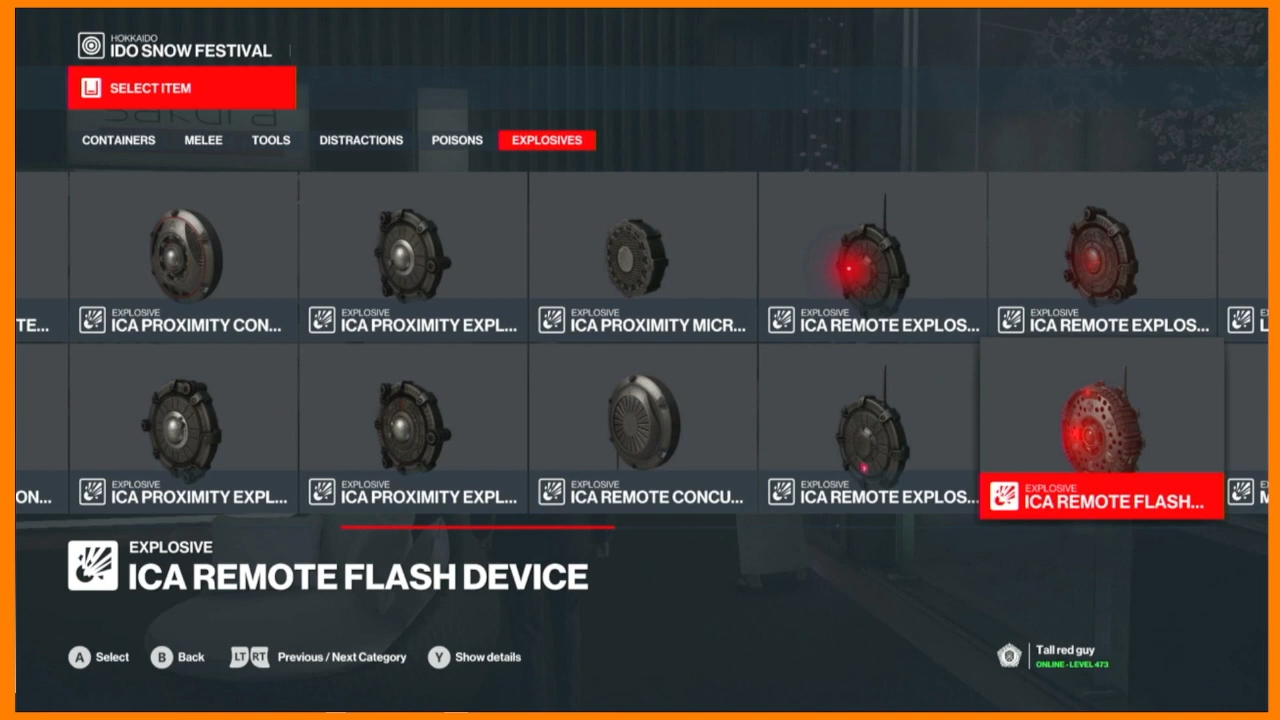 HOKKAIDO
IDO SNOW FESTIVAL
SELECT ITEM
CONTAINERS MELEE TOOLS DISTRACTIONS POISONS EXPLOSIVES
EXPLOSIVE EXPLOSIVE EXPLOSIVE EXPLOSIVE EXPLOSIVE
TE... ICA PROXIMITY CON... ICA PROXIMITY EXPL... ICA PROXIMITY MICR... ICA REMOTE EXPLOS... ICA REMOTE EXPLOS...
EXPLOSIVE EXPLOSIVE EXPLOSIVE EXPLOSIVE EXPLOSIVE
ON... ICA PROXIMITY EXPL... ICA PROXIMITY EXPL... ICA REMOTE CONCU... ICA REMOTE EXPLOS... ICA REMOTE FLASH...
EXPLOSIVE
ICA REMOTE FLASH DEVICE
A Select B Back LT RT Previous / Next Category Y Show details
Tall red guy
ONLINE - LEVEL 473